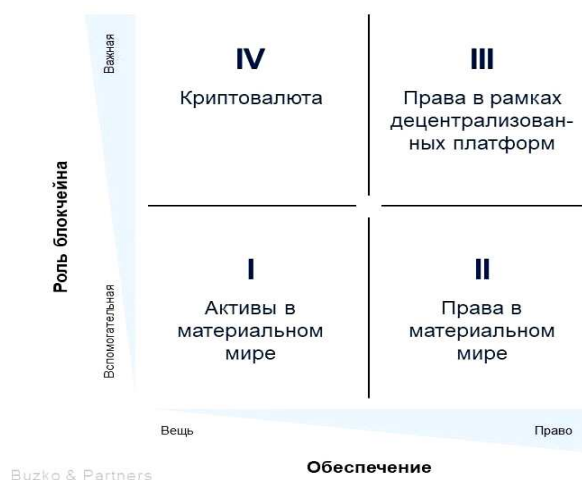 Важная
IV
Криптовалюта
III
Права в рамках
децентрализован-
ных платформ
Роль блокчейна
Вспомогательная
I
Активы в
материальном
мире
II
Права в
материальном
мире
Вещь
Право
Обеспечение
Buzko & Partners